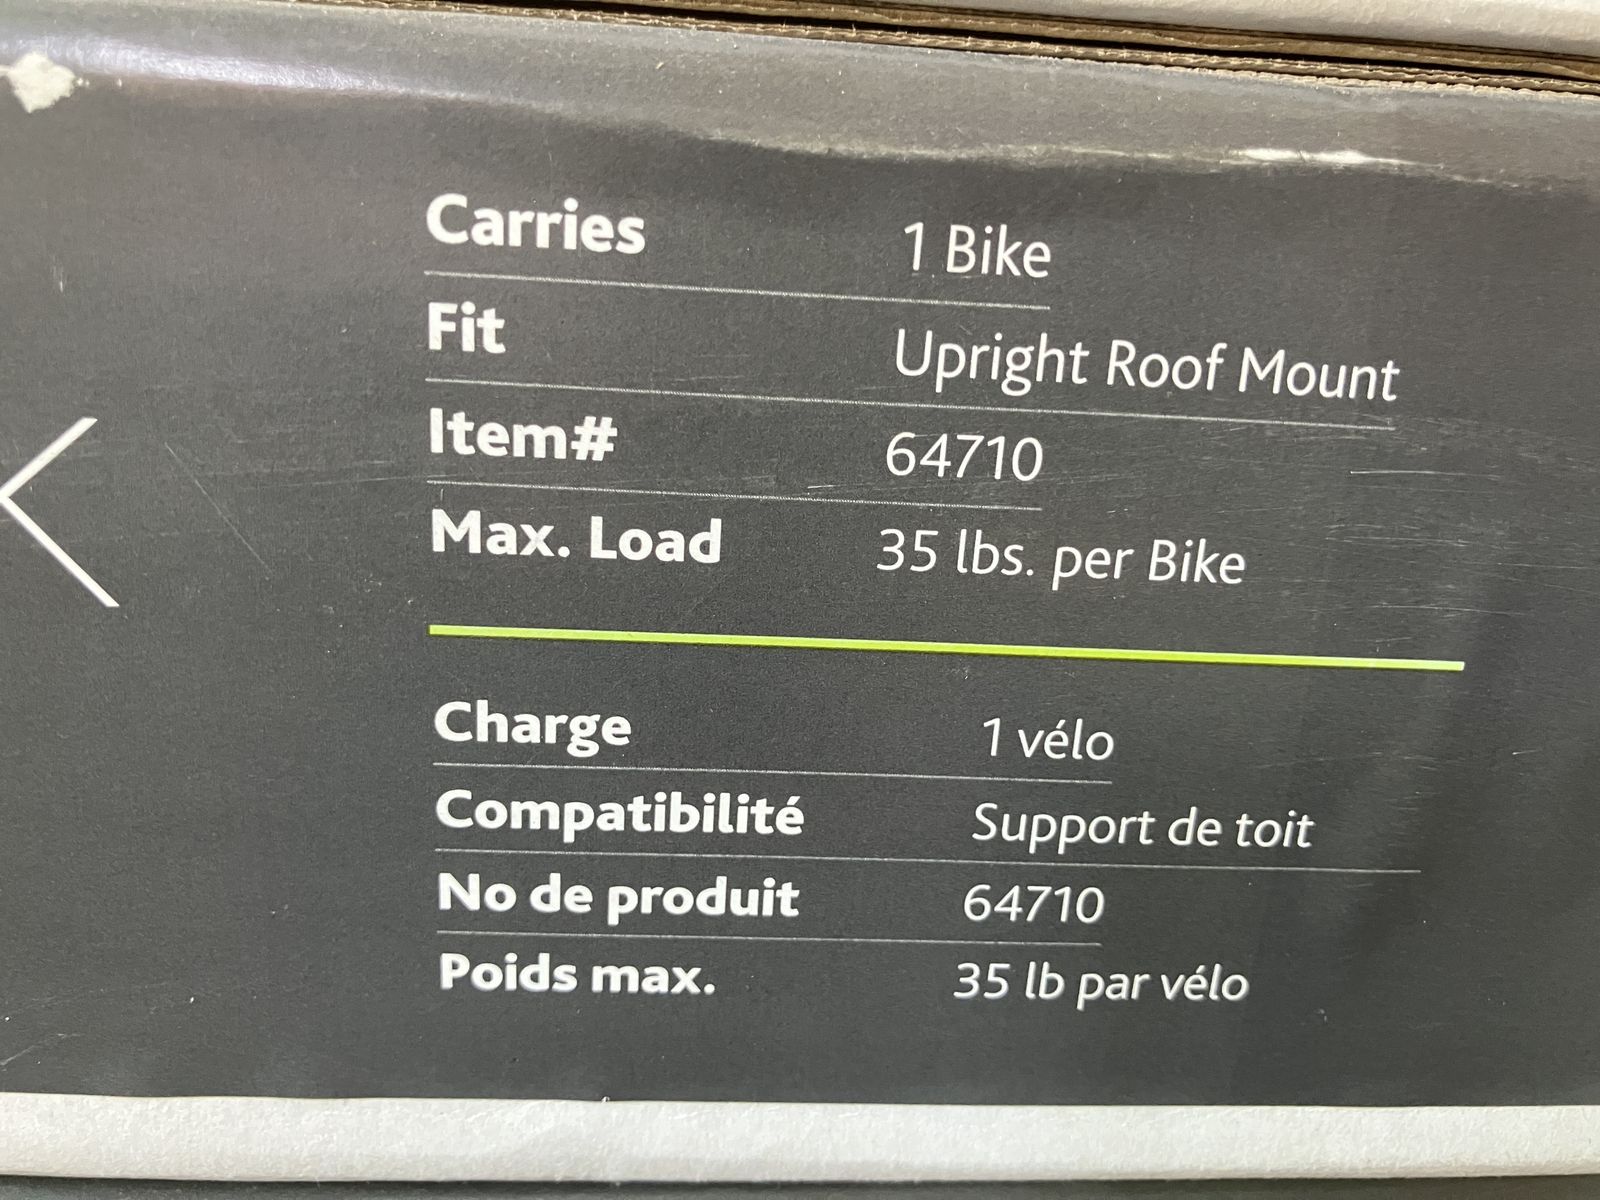 Carries 1 Bike
Fit Upright Roof Mount
Item# 64710
Max. Load 35 lbs. per Bike
Charge 1 vélo
Compatibilité Support de toit
No de produit 64710
Poids max. 35 lb par vélo